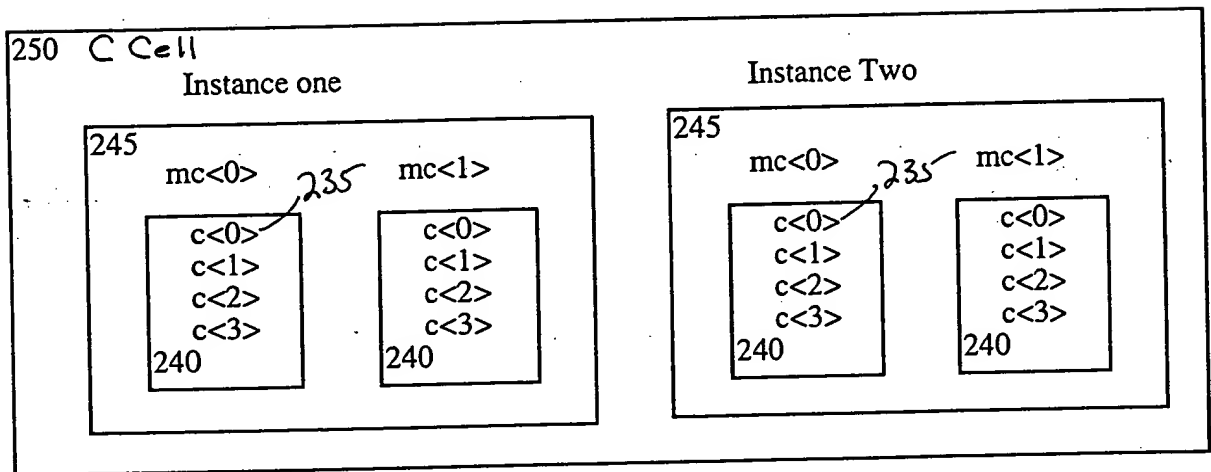 250 C Cell
Instance one
Instance Two
245
mc<0> 235 mc<1>
c<0>
c<1>
c<2>
c<3>
240
c<0>
c<1>
c<2>
c<3>
240
245
mc<0> 235 mc<1>
c<0>
c<1>
c<2>
c<3>
240
c<0>
c<1>
c<2>
c<3>
240